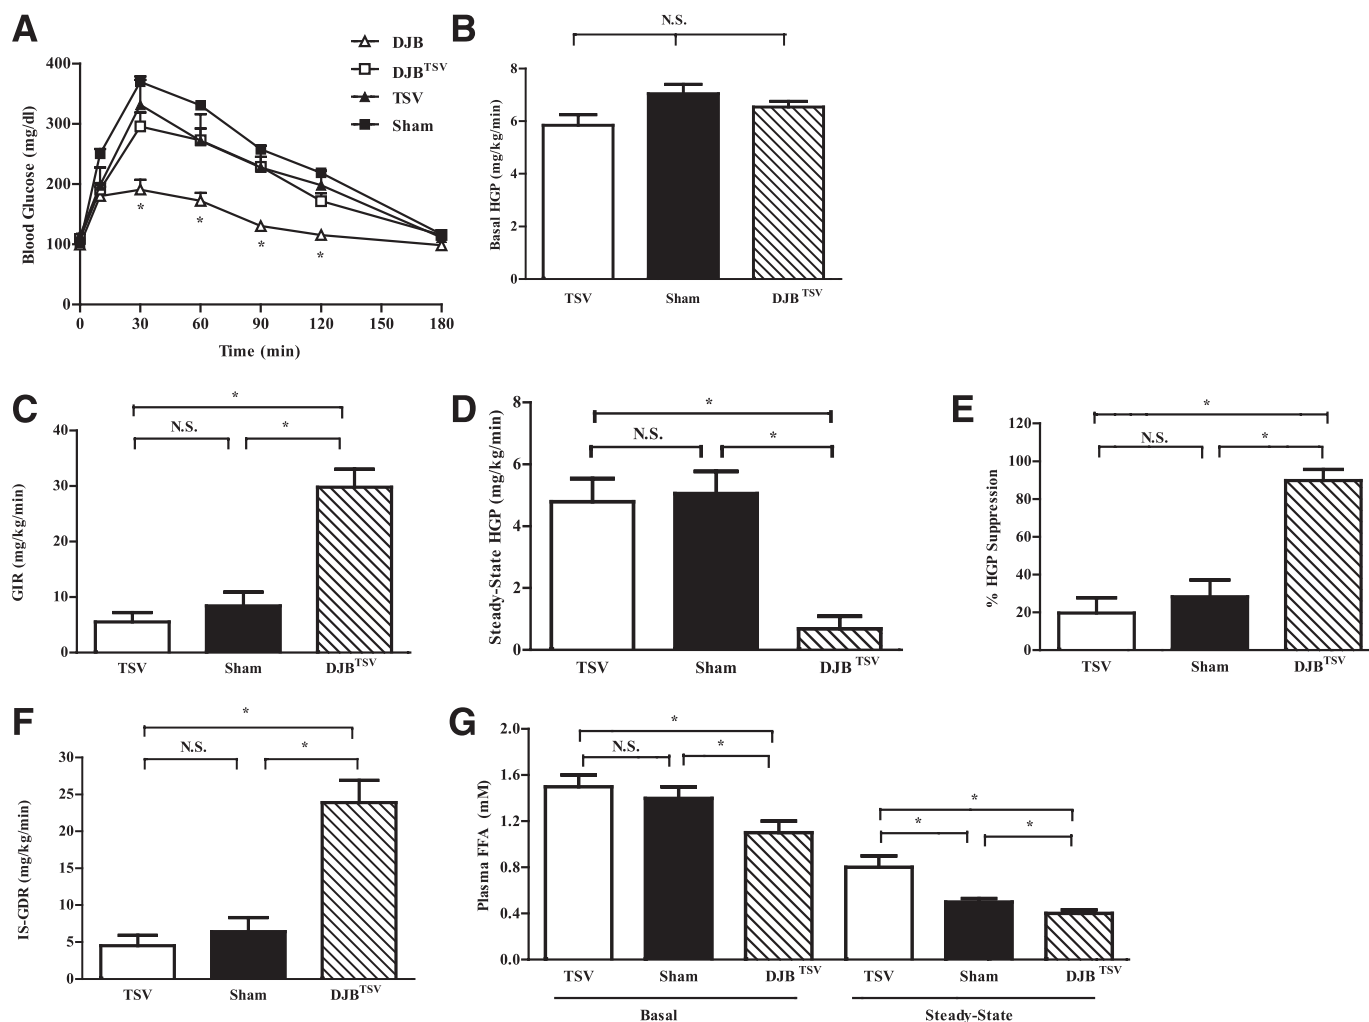 A
DJB
DJB^TSV
TSV
Sham
Blood Glucose (mg/dl)
400
300
200
100
0
*
*
*
*
0 30 60 90 120 150 180
Time (min)
B
N.S.
Basal HGP (mg/kg/min)
8
6
4
2
0
TSV Sham DJB^TSV
C
*
N.S. *
GIR (mg/kg/min)
40
30
20
10
0
TSV Sham DJB^TSV
D
*
N.S. *
Steady-State HGP (mg/kg/min)
8
6
4
2
0
TSV Sham DJB^TSV
E
*
N.S. *
% HGP Suppression
120
100
80
60
40
20
0
TSV Sham DJB^TSV
F
*
N.S. *
IS-GDR (mg/kg/min)
30
25
20
15
10
5
0
TSV Sham DJB^TSV
G
*
N.S. *
*
* *
Plasma FFA (mM)
2.0
1.6
1.2
0.8
0.4
0.0
TSV Sham DJB^TSV TSV Sham DJB^TSV
Basal Steady-State